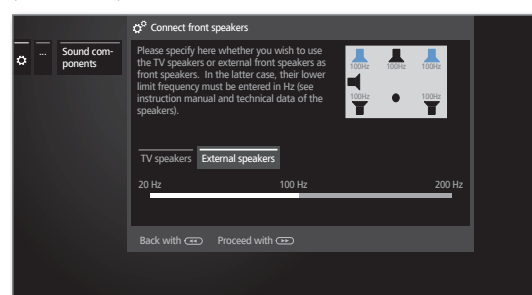 Connect front speakers
...
Sound com-
ponents
Please specify here whether you wish to use
the TV speakers or external front speakers as
front speakers. In the latter case, their lower
limit frequency must be entered in Hz (see
instruction manual and technical data of the
speakers).
100Hz 100Hz 100Hz
100Hz 100Hz
TV speakers External speakers
20 Hz 100 Hz 200 Hz
Back with Proceed with